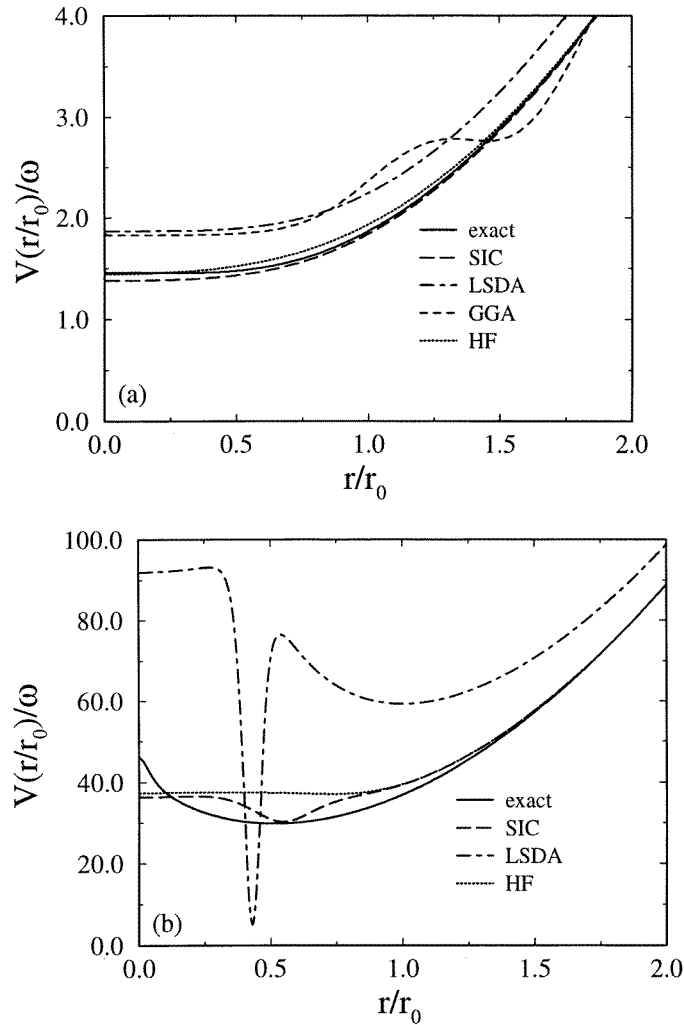 4.0
3.0
2.0
1.0
0.0
V(r/r₀)/ω
exact
SIC
LSDA
GGA
HF
(a)
0.0 0.5 1.0 1.5 2.0
r/r₀
100.0
80.0
60.0
40.0
20.0
0.0
V(r/r₀)/ω
exact
SIC
LSDA
HF
(b)
0.0 0.5 1.0 1.5 2.0
r/r₀